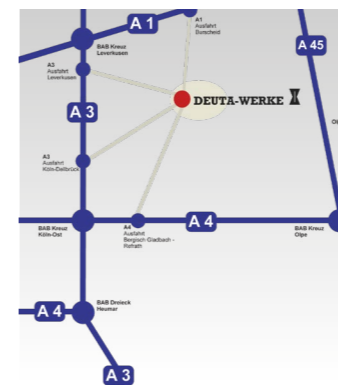 A1
Ausfahrt
Burscheid
A 1
BAB Kreuz
Leverkusen
A 45
A3
Ausfahrt
Leverkusen
DEUTA-WERKE
A 3
A3
Ausfahrt
Köln-Dellbrück
BAB Kreuz
Köln-Ost
A4
Ausfahrt
Bergisch Gladbach -
Refrath
A 4
BAB Kreuz
Olpe
BAB Dreieck
Heumar
A 4
A 3